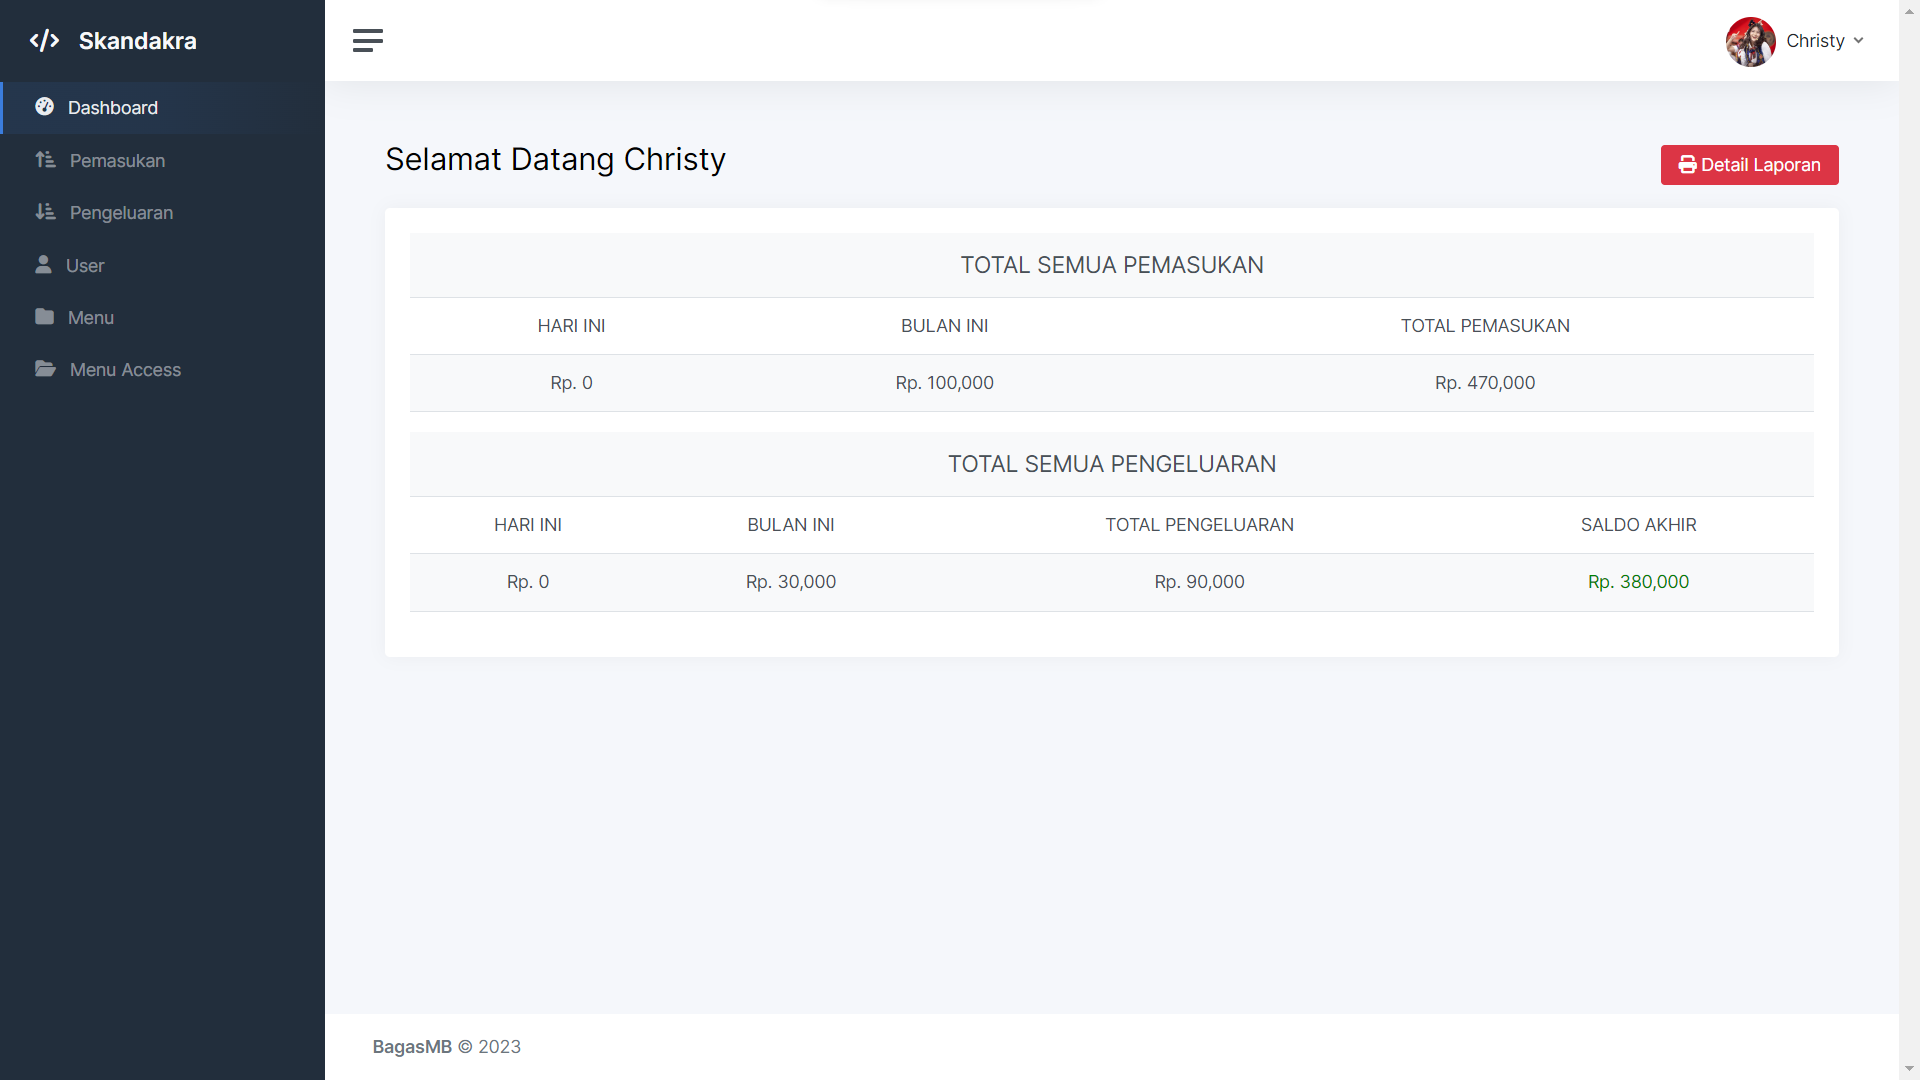 Skandakra
Christy
Dashboard
Pemasukan
Pengeluaran
User
Menu
Menu Access
Selamat Datang Christy
Detail Laporan
TOTAL SEMUA PEMASUKAN
HARI INI BULAN INI TOTAL PEMASUKAN
Rp. 0 Rp. 100,000 Rp. 470,000
TOTAL SEMUA PENGELUARAN
HARI INI BULAN INI TOTAL PENGELUARAN SALDO AKHIR
Rp. 0 Rp. 30,000 Rp. 90,000 Rp. 380,000
BagasMB © 2023